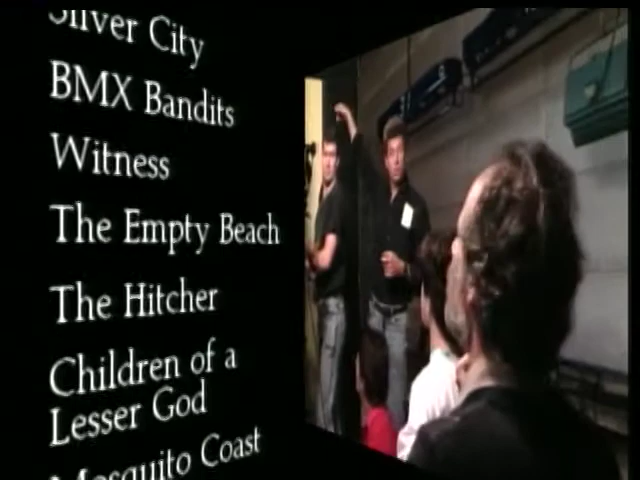 Silver City
BMX Bandits
Witness
The Empty Beach
The Hitcher
Children of a
Lesser God
Mosquito Coast